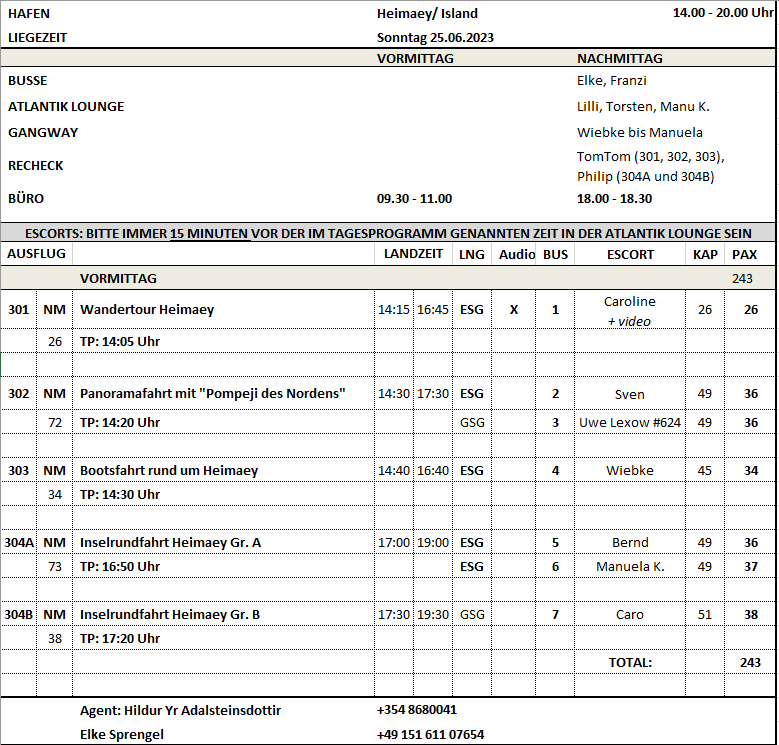 HAFEN Heimaey/ Island 14.00 - 20.00 Uhr
LIEGEZEIT Sonntag 25.06.2023
VORMITTAG NACHMITTAG
BUSSE Elke, Franzi
ATLANTIK LOUNGE Lilli, Torsten, Manu K.
GANGWAY Wiebke bis Manuela
RECHECK TomTom (301, 302, 303),
Philip (304A und 304B)
BÜRO 09.30 - 11.00 18.00 - 18.30
ESCORTS: BITTE IMMER 15 MINUTEN VOR DER IM TAGESPROGRAMM GENANNTEN ZEIT IN DER ATLANTIK LOUNGE SEIN
AUSFLUG LANDZEIT LNG Audio BUS ESCORT KAP PAX
VORMITTAG 243
301 NM Wandertour Heimaey 14:15 16:45 ESG X 1 Caroline 26 26
+ video
26 TP: 14:05 Uhr
302 NM Panoramafahrt mit "Pompeji des Nordens" 14:30 17:30 ESG 2 Sven 49 36
72 TP: 14:20 Uhr GSG 3 Uwe Lexow #624 49 36
303 NM Bootsfahrt rund um Heimaey 14:40 16:40 ESG 4 Wiebke 45 34
34 TP: 14:30 Uhr
304A NM Inselrundfahrt Heimaey Gr. A 17:00 19:00 ESG 5 Bernd 49 36
73 TP: 16:50 Uhr ESG 6 Manuela K. 49 37
304B NM Inselrundfahrt Heimaey Gr. B 17:30 19:30 GSG 7 Caro 51 38
38 TP: 17:20 Uhr
TOTAL: 243
Agent: Hildur Yr Adalsteinsdottir +354 8680041
Elke Sprengel +49 151 611 07654